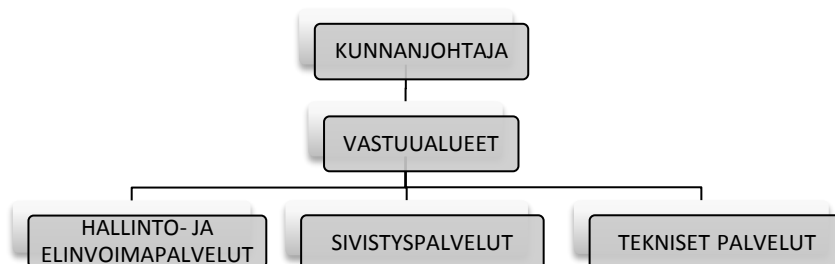 KUNNANJOHTAJA
VASTUUALUEET
HALLINTO- JA
ELINVOIMAPALVELUT
SIVISTYSPALVELUT
TEKNISET PALVELUT